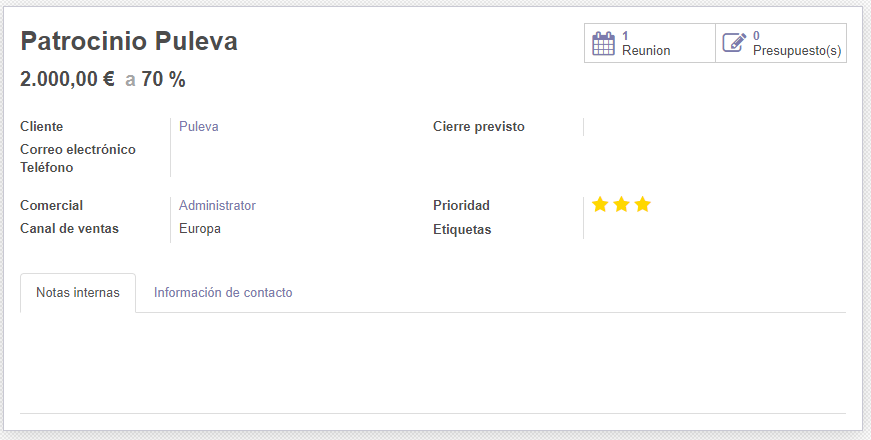 Patrocinio Puleva
1
Reunion
0
Presupuesto(s)
2.000,00 € a 70 %
Cliente Puleva
Cierre previsto
Correo electrónico
Teléfono
Comercial Administrator
Prioridad
Canal de ventas Europa
Etiquetas
Notas internas
Información de contacto